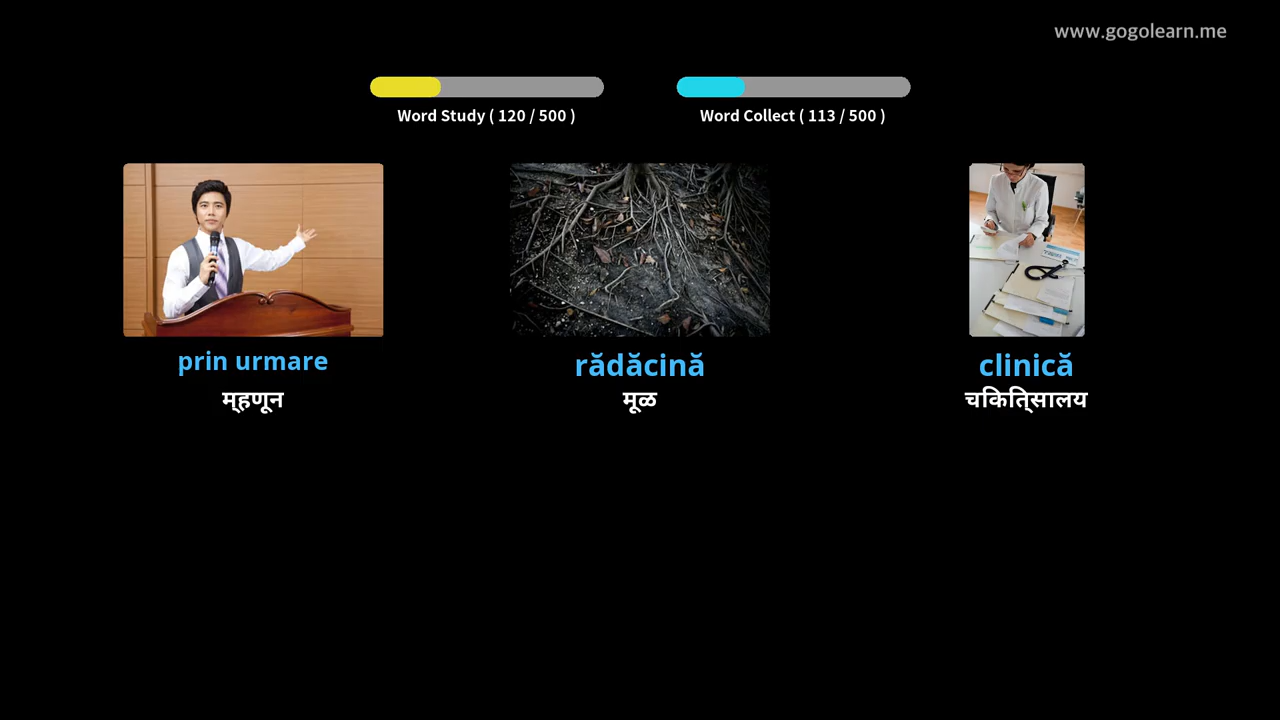 www.gogolearn.me
Word Study ( 120 / 500 )
Word Collect ( 113 / 500 )
prin urmare
rădăcină
clinică
म्हणून
मूळ
चिकित्सालय